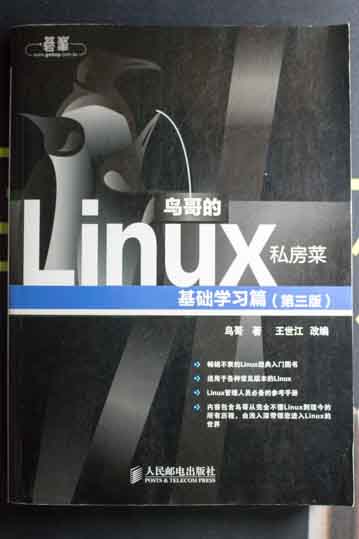 荟峯
www.gotop.com.tw
鸟哥的
Linux 私房菜
基础学习篇（第三版）
鸟哥 著 王世江 改编
畅销不衰的Linux经典入门图书
适用于各种常见版本的Linux
Linux管理人员必备的参考手册
内容包含鸟哥从完全不懂Linux到现今的
所有历程，由浅入深带领您进入Linux的
世界
人民邮电出版社
POSTS & TELECOM PRESS